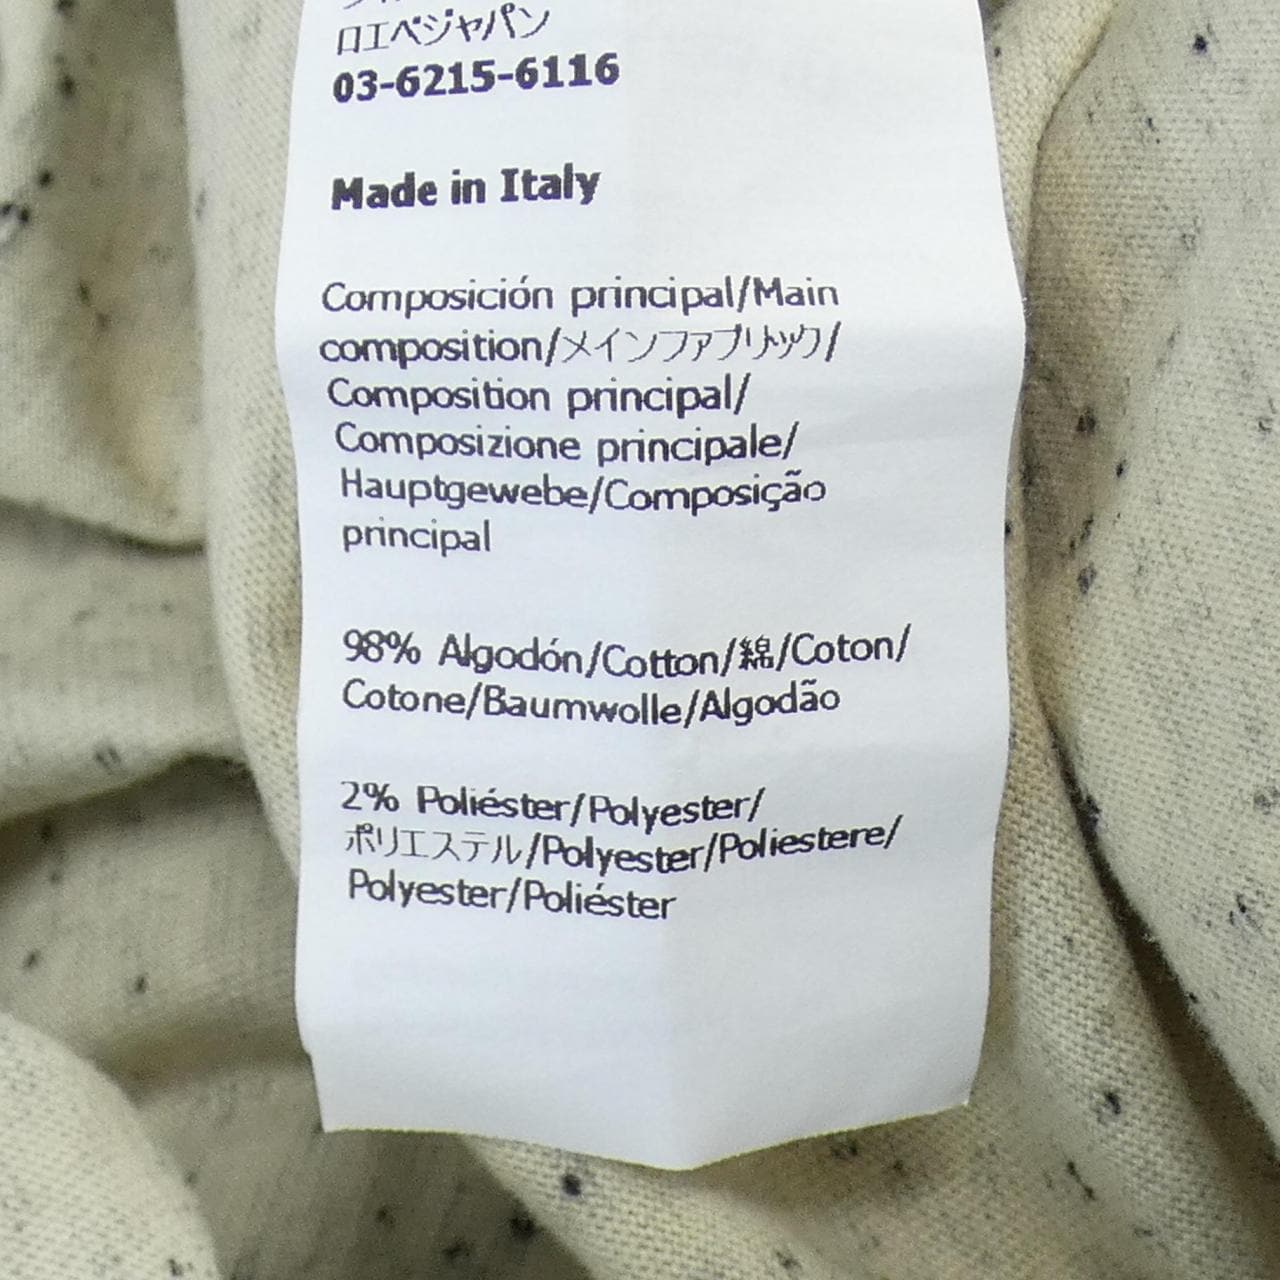 ロエベジャパン
03-6215-6116
Made in Italy
Composición principal/Main
composition/メインファブリック/
Composition principal/
Composizione principale/
Hauptgewebe/Composição
principal
98% Algodón/Cotton/綿/Coton/
Cotone/Baumwolle/Algodão
2% Poliéster/Polyester/
ポリエステル/Polyester/Poliestere/
Polyester/Poliéster